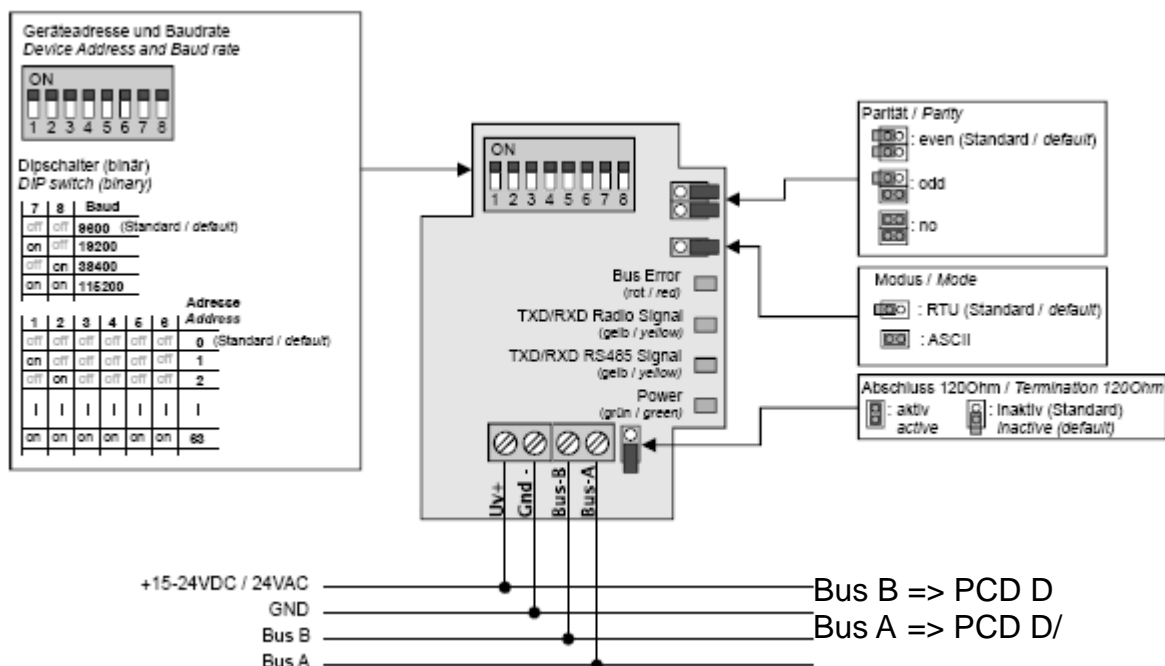 Geräteadresse und Baudrate
Device Address and Baud rate
ON
1 2 3 4 5 6 7 8
Dipschalter (binär)
DIP switch (binary)
7 8 Baud
off off 9600 (Standard / default)
on off 19200
off on 38400
on on 115200
Adresse
1 2 3 4 5 6 Address
off off off off off off 0 (Standard / default)
on off off off off off 1
off on off off off off 2
on on on on on on 63
ON
1 2 3 4 5 6 7 8
Bus Error
(rot / red)
TXD/RXD Radio Signal
(gelb / yellow)
TXD/RXD RS485 Signal
(gelb / yellow)
Power
(grün / green)
Uv+
Gnd -
Bus-B
Bus-A
Parität / Parity
: even (Standard / default)
: odd
: no
Modus / Mode
: RTU (Standard / default)
: ASCII
Abschluss 120Ohm / Termination 120Ohm
: aktiv : Inaktiv (Standard)
active Inactive (default)
+15-24VDC / 24VAC
GND
Bus B
Bus A
Bus B => PCD D
Bus A => PCD D/